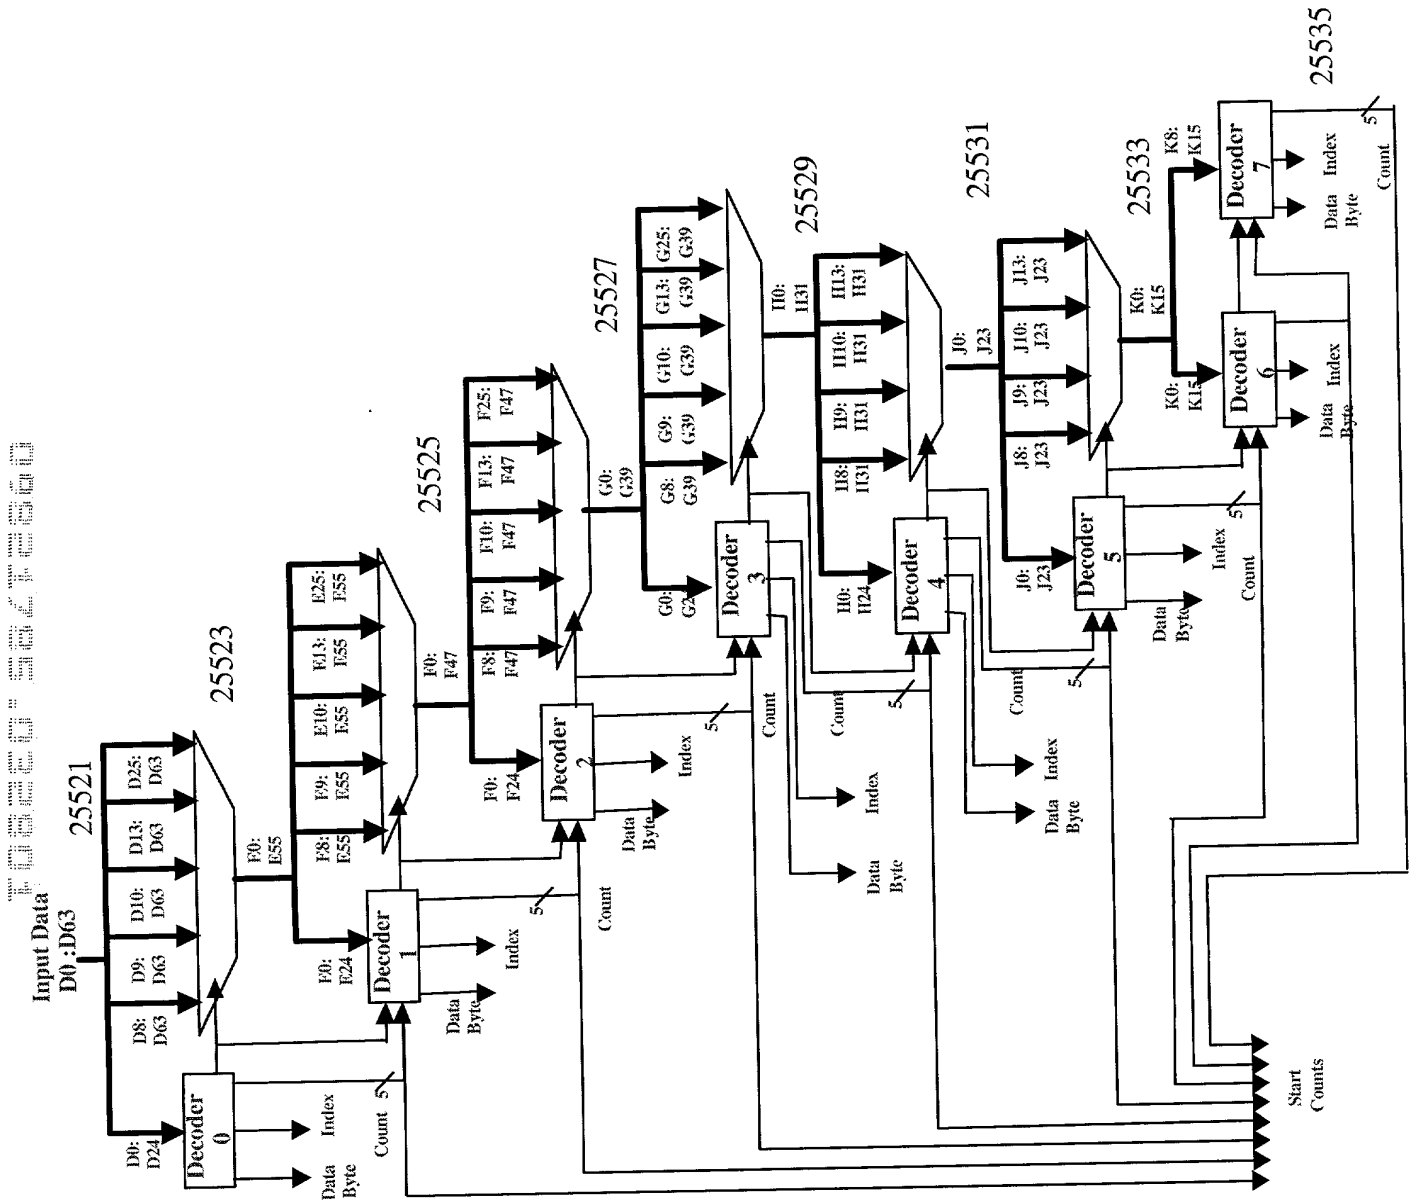 Input Data
D0 :D63
25521
D0:
D24
D8:
D63
D9:
D63
D10:
D63
D13:
D63
D25:
D63
Decoder
0
Data
Byte
Index
Count
5
25523
E0:
E55
E0:
E24
E8:
E55
E9:
E55
E10:
E55
E13:
E55
E25:
E55
Decoder
1
Data
Byte
Index
Count
5
25525
F0:
F47
F0:
F24
F8:
F47
F9:
F47
F10:
F47
F13:
F47
F25:
F47
Decoder
2
Data
Byte
Index
Count
5
25527
G0:
G39
G0:
G8:
G39
G9:
G39
G10:
G39
G13:
G39
G25:
G39
Decoder
3
Data
Byte
Index
Count
5
25529
H0:
H31
H0:
H24
H8:
H31
H9:
H31
H10:
H31
H13:
H31
Decoder
4
Data
Byte
Index
Count
5
25531
J0:
J23
J0:
J23
J8:
J23
J9:
J23
J10:
J23
J13:
J23
Decoder
5
Data
Byte
Index
Count
5
25533
K0:
K15
K0:
K15
K8:
K15
Decoder
6
Data
Byte
Index
Decoder
7
Data
Byte
Index
Count
5
25535
Start
Counts